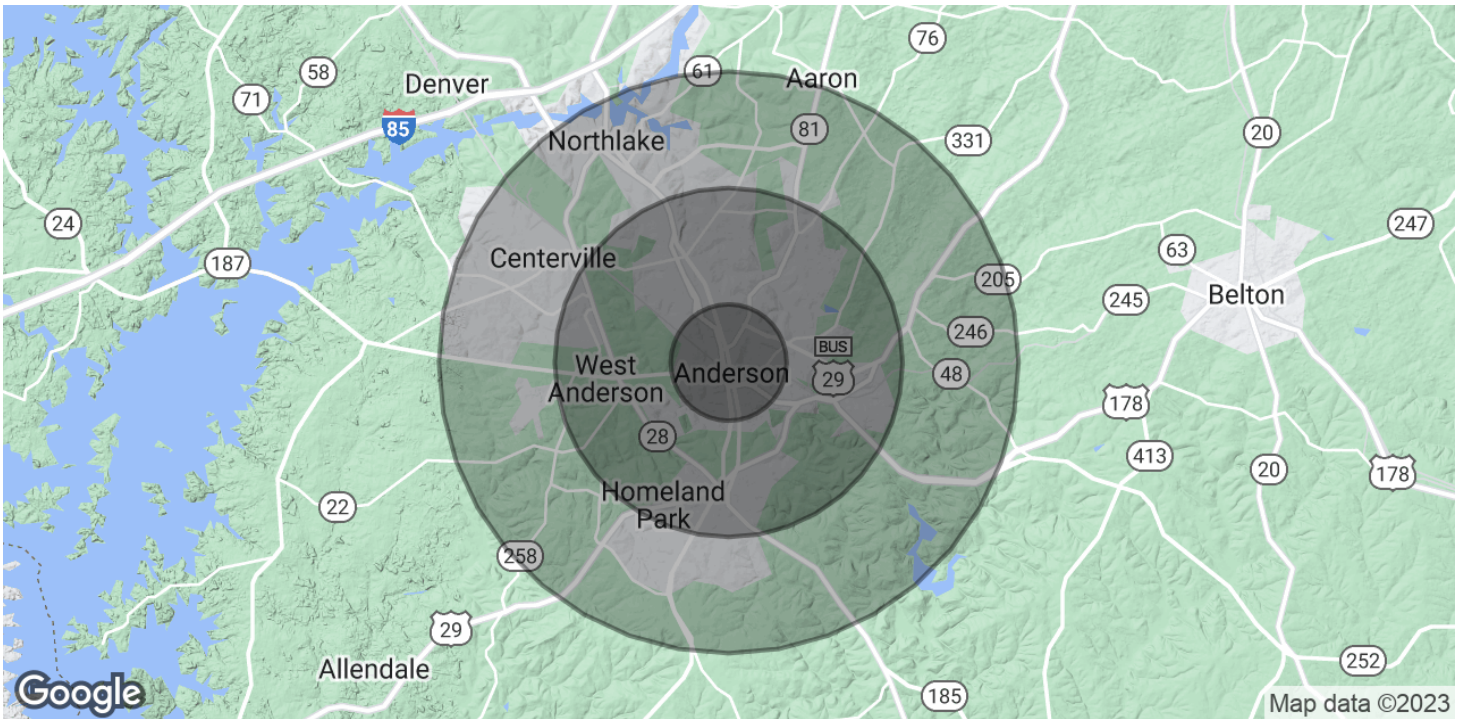 76
61
Aaron
58
Denver
71
85
81
20
Northlake
331
24
247
63
187
Centerville
205
Belton
245
246
BUS
29
West
Anderson
Anderson
48
178
28
413
20
178
Homeland
Park
22
258
29
252
Allendale
185
Google
Map data ©2023